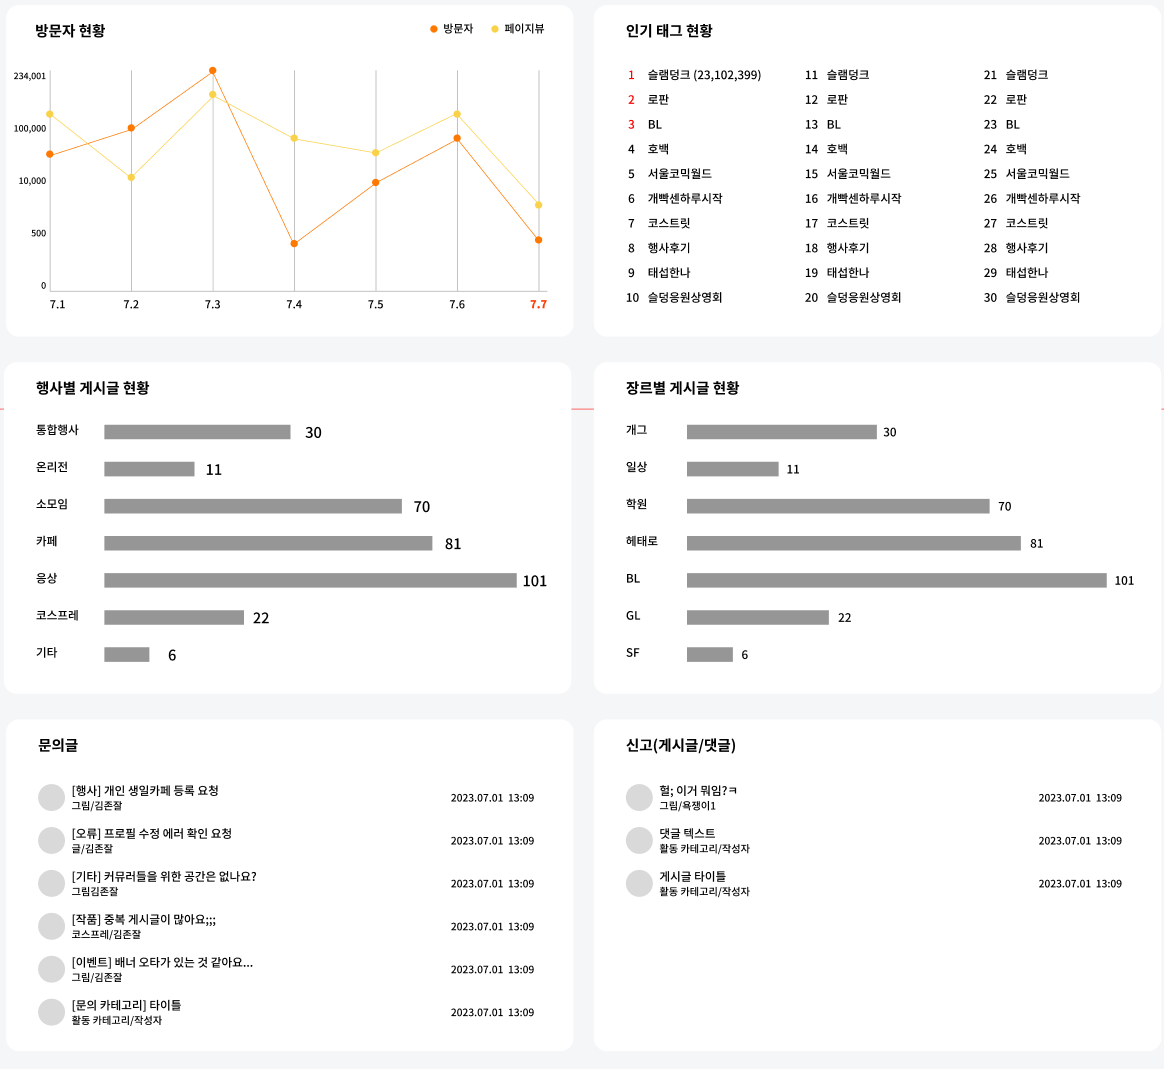 방문자 현황
방문자
페이지뷰
234,001
100,000
10,000
500
0
7.1
7.2
7.3
7.4
7.5
7.6
7.7
인기 태그 현황
1 슬램덩크 (23,102,399)
2 로판
3 BL
4 호백
5 서울코믹월드
6 개빡센하루시작
7 코스트릿
8 행사후기
9 태섭한나
10 슬덩응원상영회
11 슬램덩크
12 로판
13 BL
14 호백
15 서울코믹월드
16 개빡센하루시작
17 코스트릿
18 행사후기
19 태섭한나
20 슬덩응원상영회
21 슬램덩크
22 로판
23 BL
24 호백
25 서울코믹월드
26 개빡센하루시작
27 코스트릿
28 행사후기
29 태섭한나
30 슬덩응원상영회
행사별 게시글 현황
통합행사 30
온리전 11
소모임 70
카페 81
응상 101
코스프레 22
기타 6
장르별 게시글 현황
개그 30
일상 11
학원 70
헤태로 81
BL 101
GL 22
SF 6
문의글
[행사] 개인 생일카페 등록 요청
그림/김존잘
2023.07.01 13:09
[오류] 프로필 수정 에러 확인 요청
글/김존잘
2023.07.01 13:09
[기타] 커뮤러들을 위한 공간은 없나요?
그림김존잘
2023.07.01 13:09
[작품] 중복 게시글이 많아요;;;
코스프레/김존잘
2023.07.01 13:09
[이벤트] 배너 오타가 있는 것 같아요...
그림/김존잘
2023.07.01 13:09
[문의 카테고리] 타이틀
활동 카테고리/작성자
2023.07.01 13:09
신고(게시글/댓글)
헐; 이거 뭐임?ㅋ
그림/욕쟁이1
2023.07.01 13:09
댓글 텍스트
활동 카테고리/작성자
2023.07.01 13:09
게시글 타이틀
활동 카테고리/작성자
2023.07.01 13:09